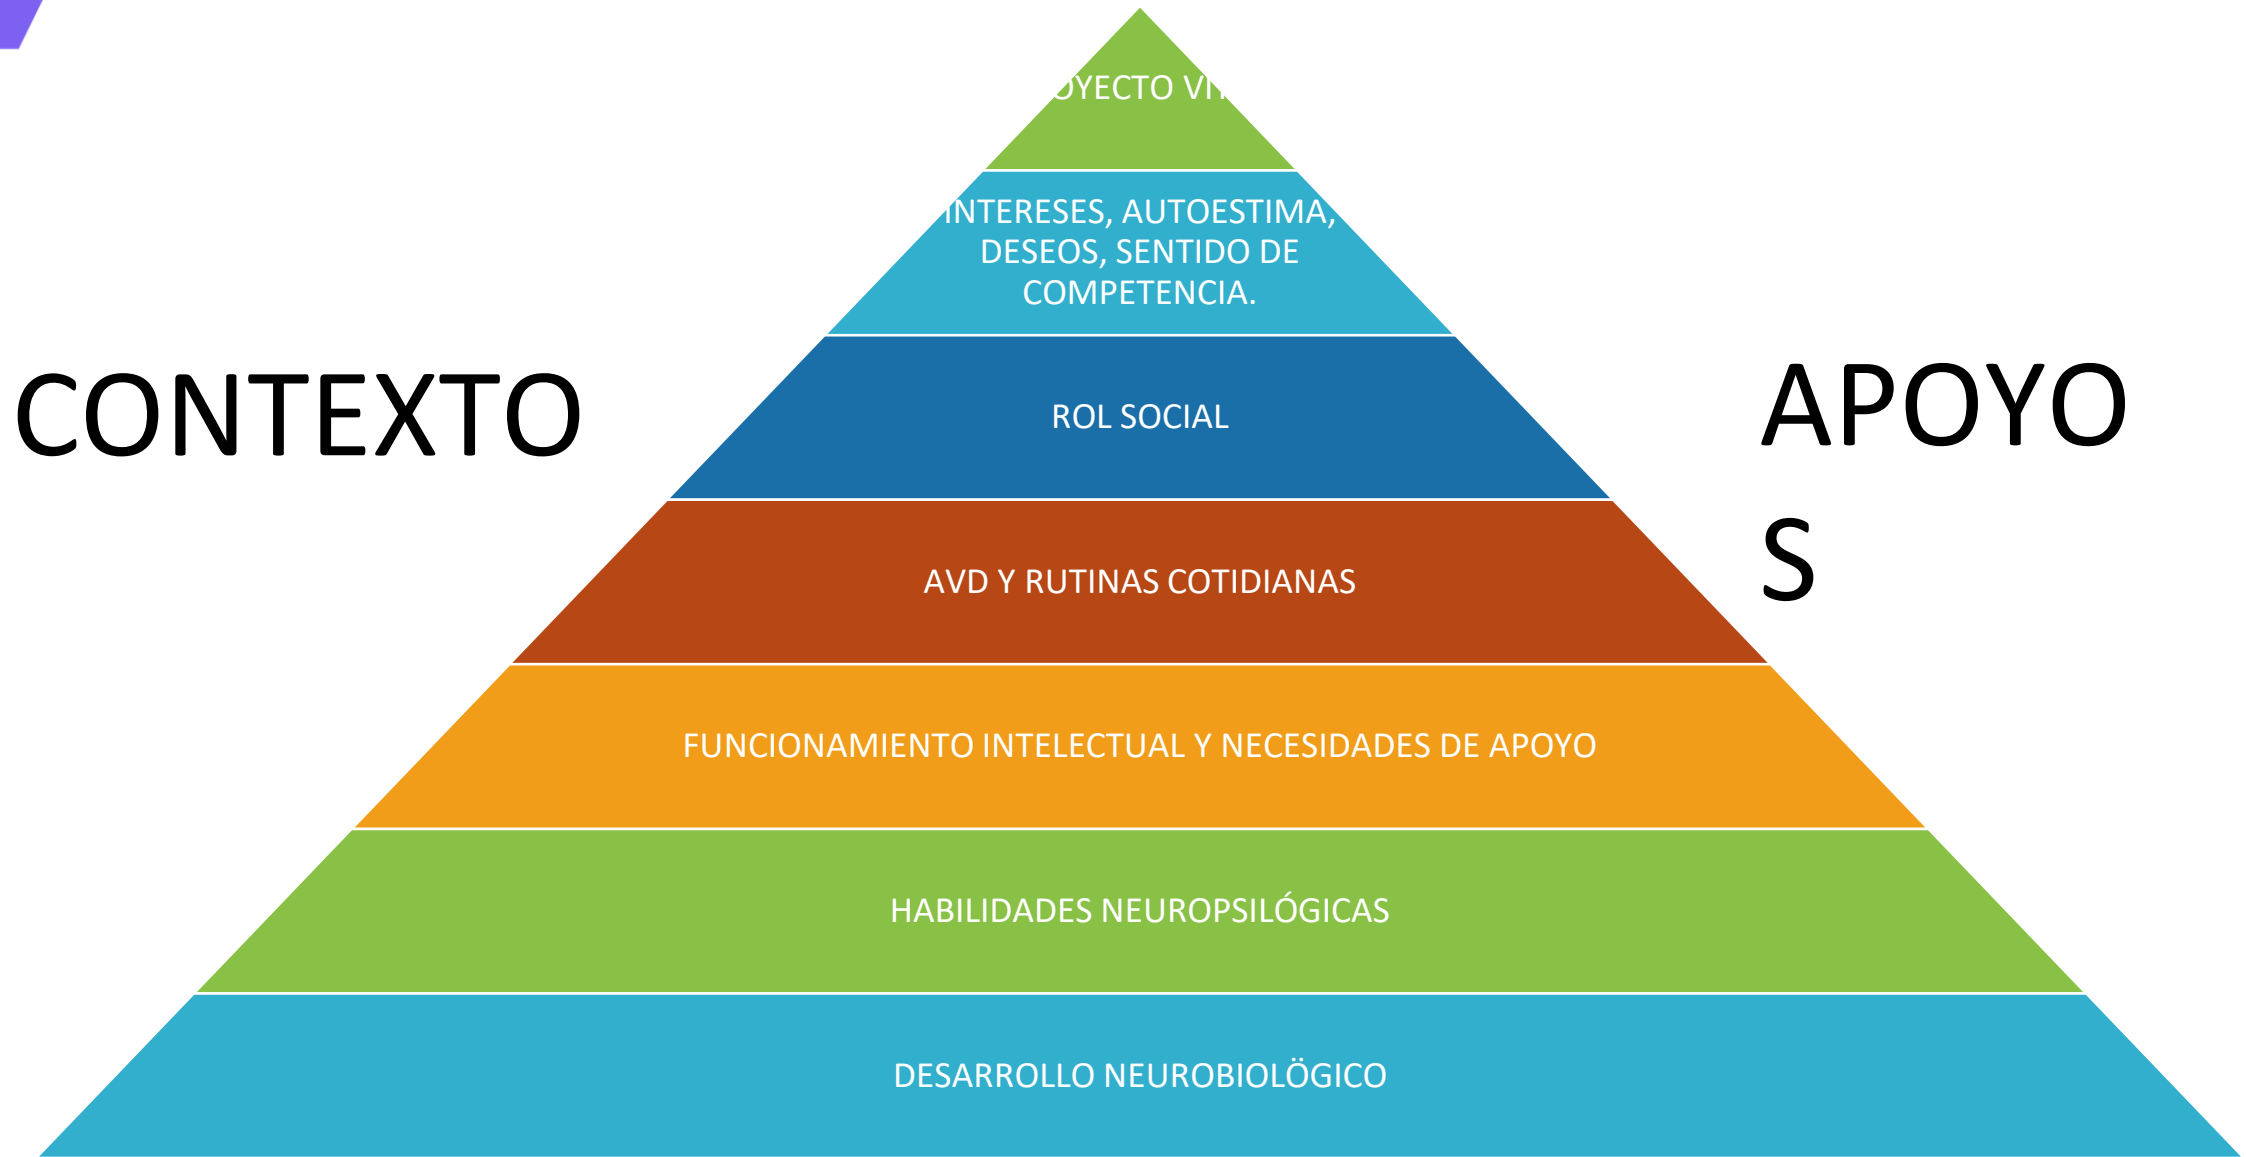 OYECTO VI
INTERESES, AUTOESTIMA,
DESEOS, SENTIDO DE
COMPETENCIA.
CONTEXTO
ROL SOCIAL
APOYO
S
AVD Y RUTINAS COTIDIANAS
FUNCIONAMIENTO INTELECTUAL Y NECESIDADES DE APOYO
HABILIDADES NEUROPSILÓGICAS
DESARROLLO NEUROBIOLÖGICO